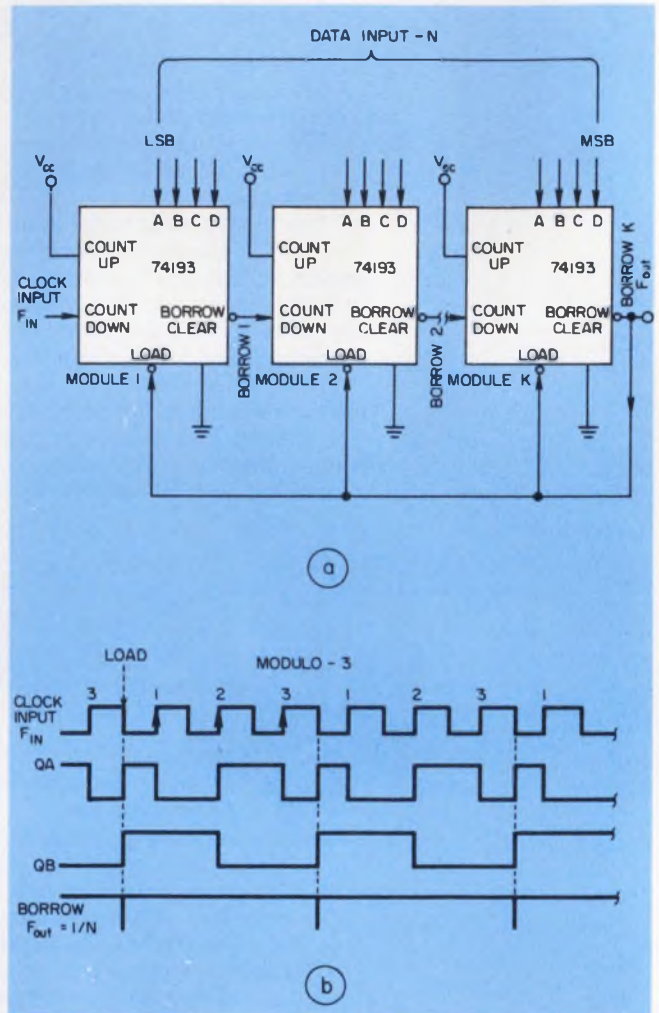 DATA INPUT - N
LSB
MSB
Vcc
Vcc
Vcc
A B C D
A B C D
A B C D
COUNT UP
74193
COUNT UP
74193
COUNT UP
74193
BORROW K
Fout
CLOCK INPUT FIN
COUNT DOWN
BORROW CLEAR
COUNT DOWN
BORROW CLEAR
COUNT DOWN
BORROW CLEAR
LOAD
LOAD
LOAD
MODULE 1
BORROW 1
MODULE 2
BORROW 2
MODULE K
a
LOAD
MODULO - 3
3 1 2 3 1 2 3 1
CLOCK INPUT FIN
QA
QB
BORROW
Fout = 1/N
b